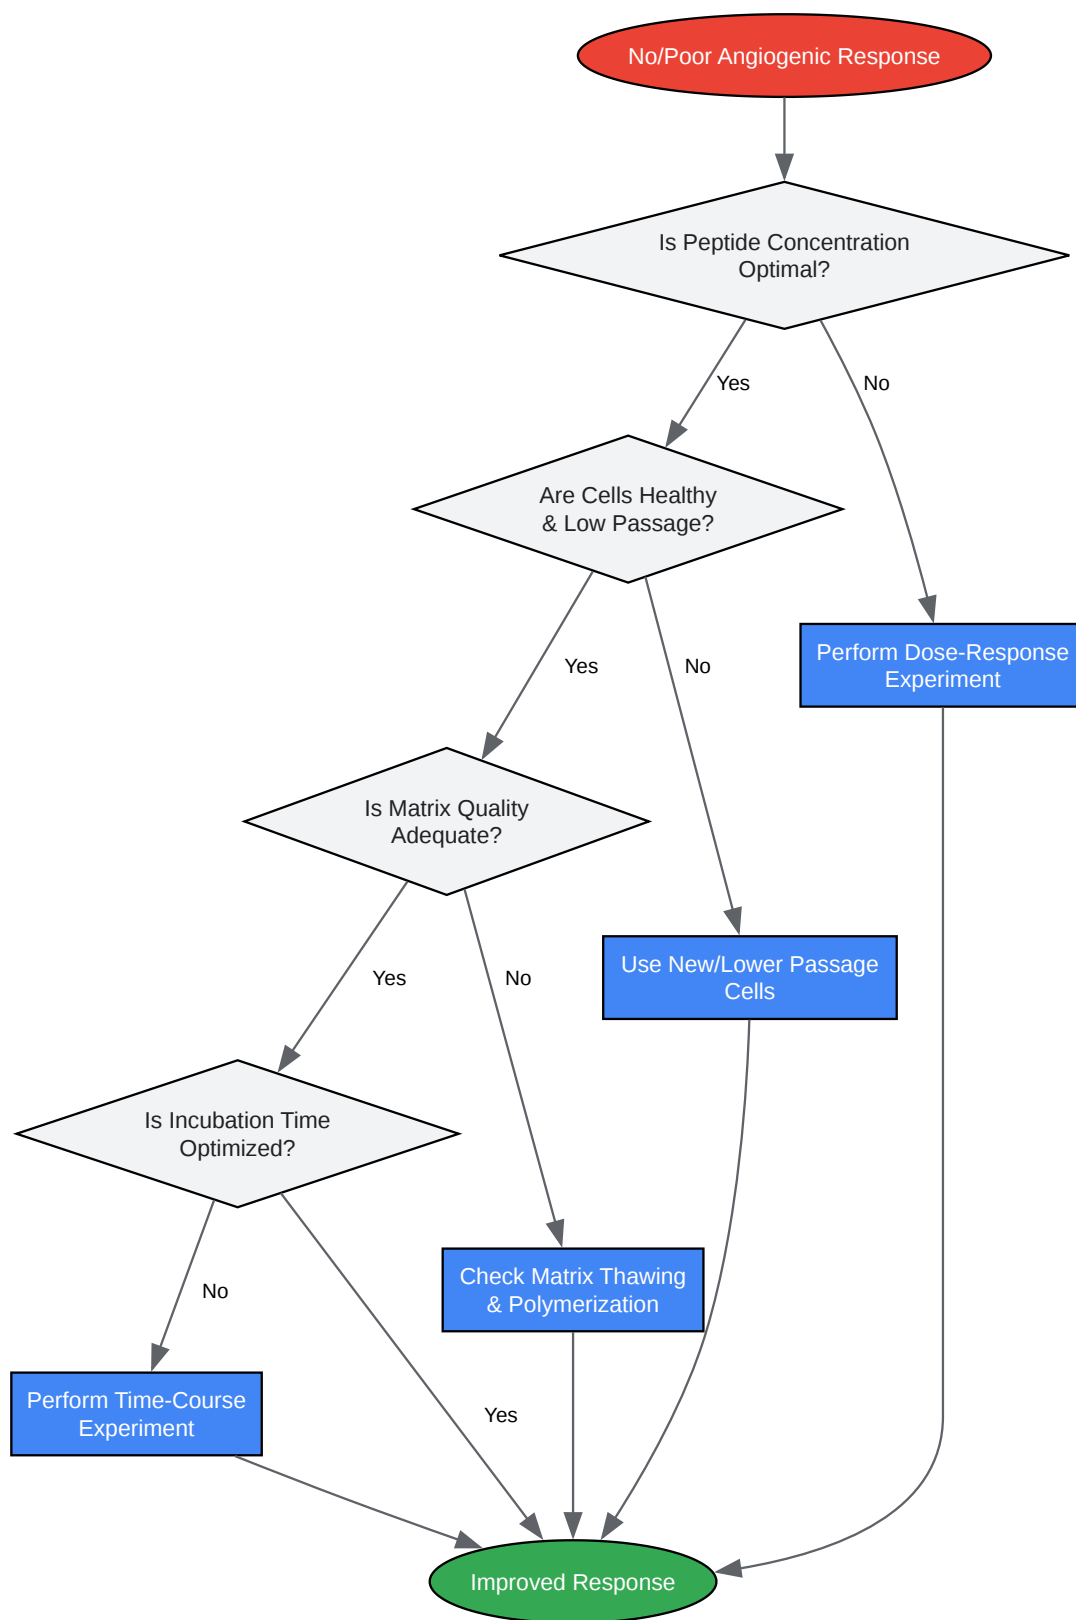 No/Poor Angiogenic Response
Is Peptide Concentration
Optimal?
Yes
No
Are Cells Healthy
& Low Passage?
Perform Dose-Response
Experiment
Yes
No
Is Matrix Quality
Adequate?
Use New/Lower Passage
Cells
Yes
No
Is Incubation Time
Optimized?
Check Matrix Thawing
& Polymerization
No
Perform Time-Course
Experiment
Yes
Improved Response